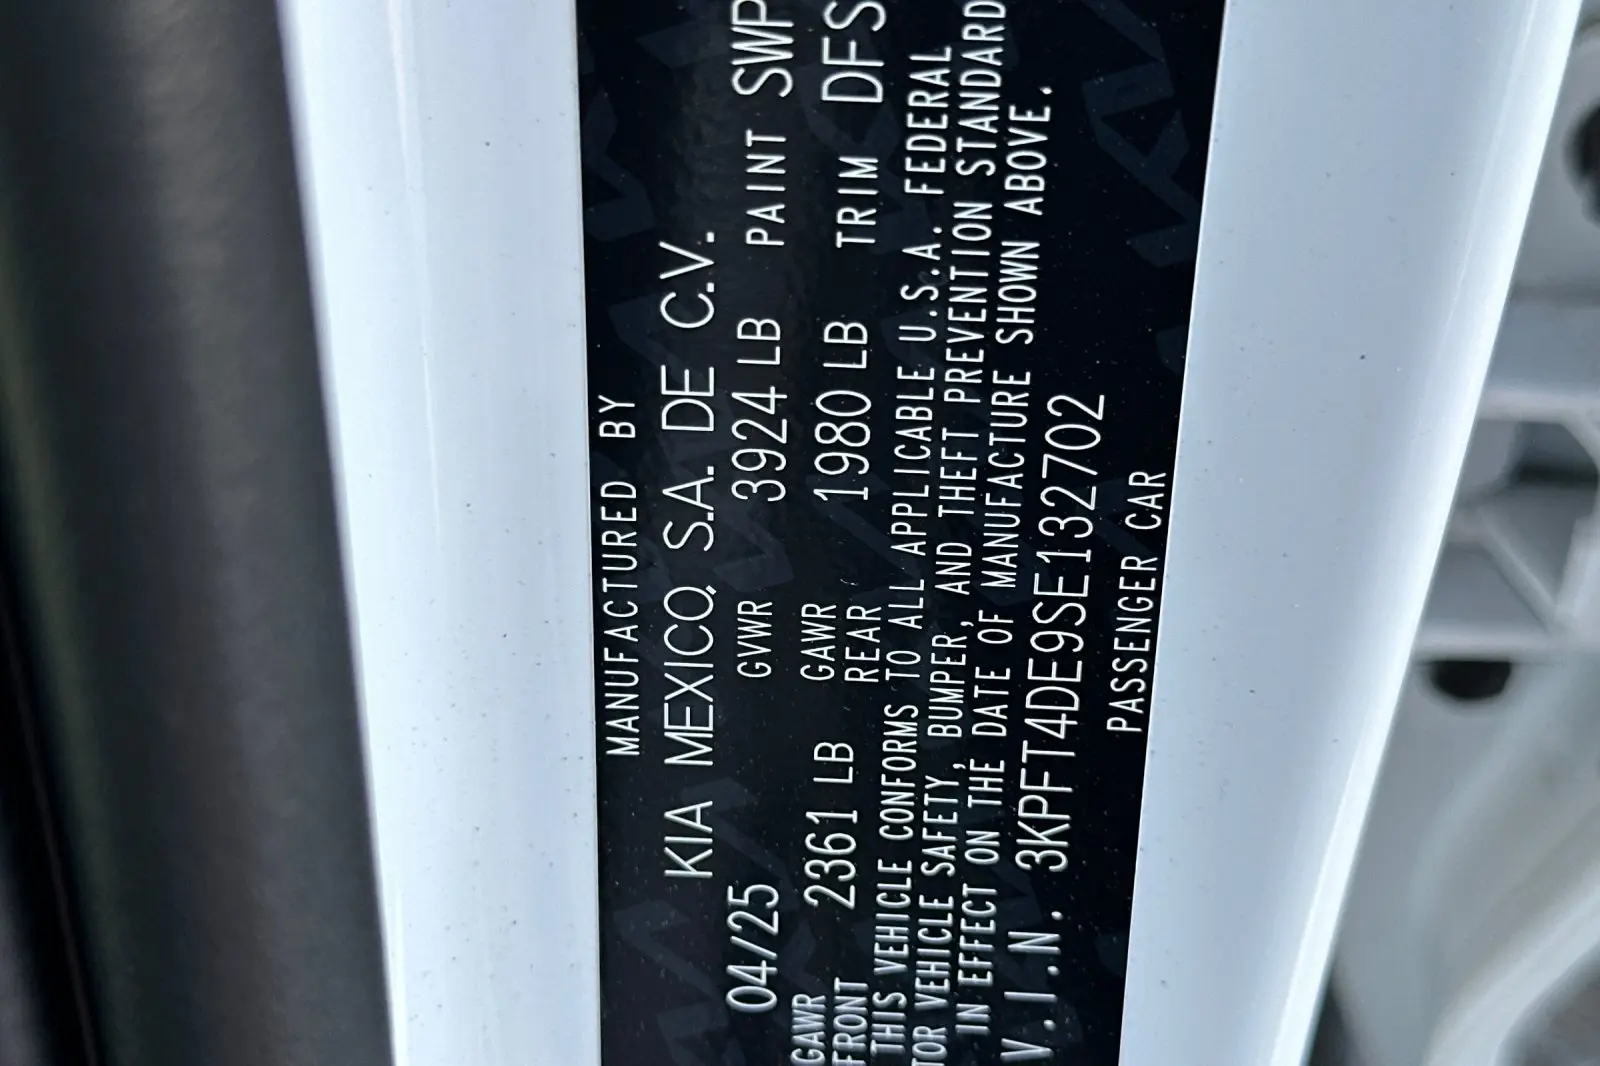 MANUFACTURED BY
KIA MEXICO, S.A. DE C.V.
04/25 GVWR 3924 LB PAINT SWP
GAWR FRONT 2361 LB GAWR REAR 1980 LB TRIM DFS
THIS VEHICLE CONFORMS TO ALL APPLICABLE U.S.A. FEDERAL
TOR VEHICLE SAFETY, BUMPER, AND THEFT PREVENTION STANDARD
IN EFFECT ON THE DATE OF MANUFACTURE SHOWN ABOVE.
V.I.N. 3KPFT4DE9SE132702
PASSENGER CAR